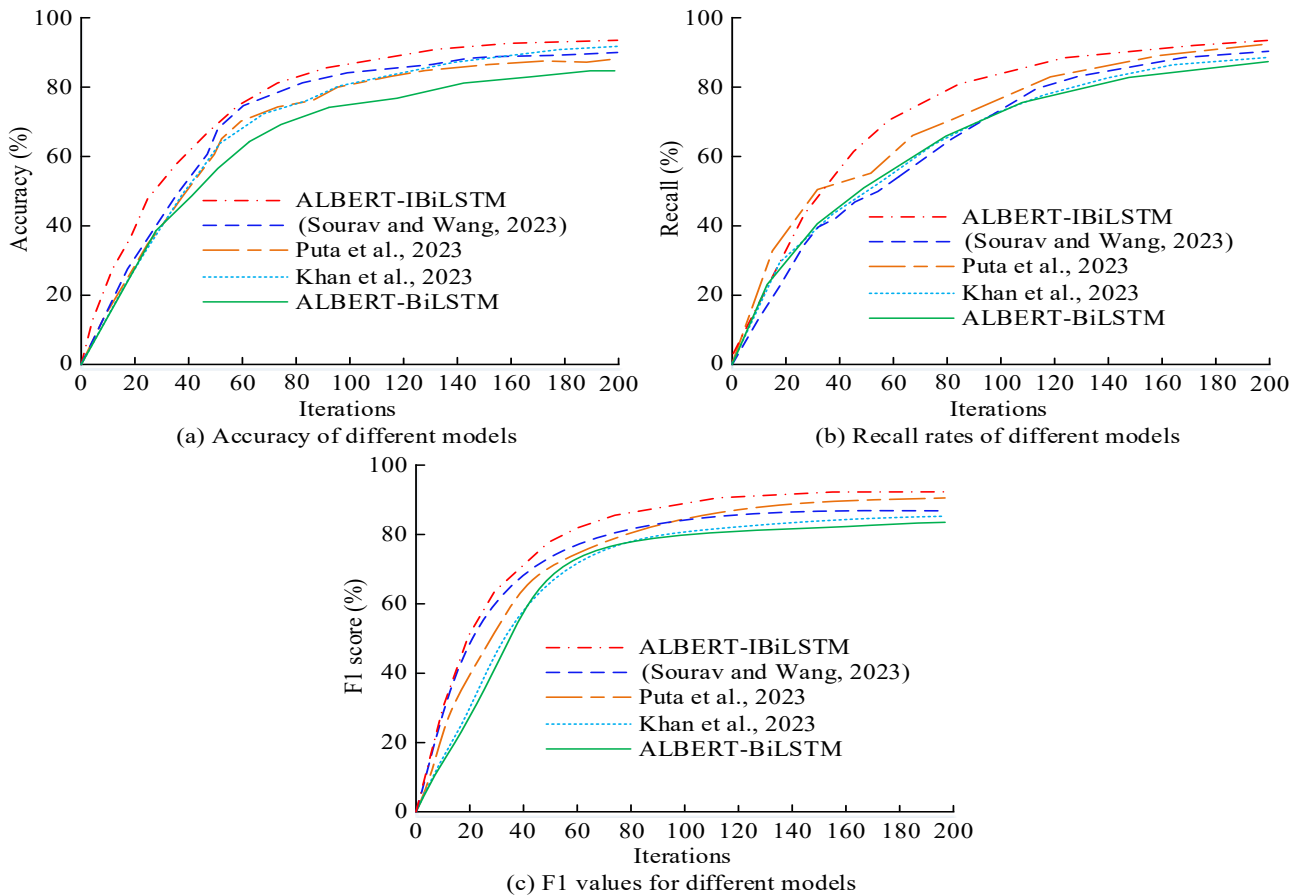 100
80
60
40
20
0
Accuracy (%)
ALBERT-IBiLSTM
(Sourav and Wang, 2023)
Puta et al., 2023
Khan et al., 2023
ALBERT-BiLSTM
0 20 40 60 80 100 120 140 160 180 200
Iterations
(a) Accuracy of different models
100
80
60
40
20
0
Recall (%)
ALBERT-IBiLSTM
(Sourav and Wang, 2023)
Puta et al., 2023
Khan et al., 2023
ALBERT-BiLSTM
0 20 40 60 80 100 120 140 160 180 200
Iterations
(b) Recall rates of different models
100
80
60
40
20
0
F1 score (%)
ALBERT-IBiLSTM
(Sourav and Wang, 2023)
Puta et al., 2023
Khan et al., 2023
ALBERT-BiLSTM
0 20 40 60 80 100 120 140 160 180 200
Iterations
(c) F1 values for different models